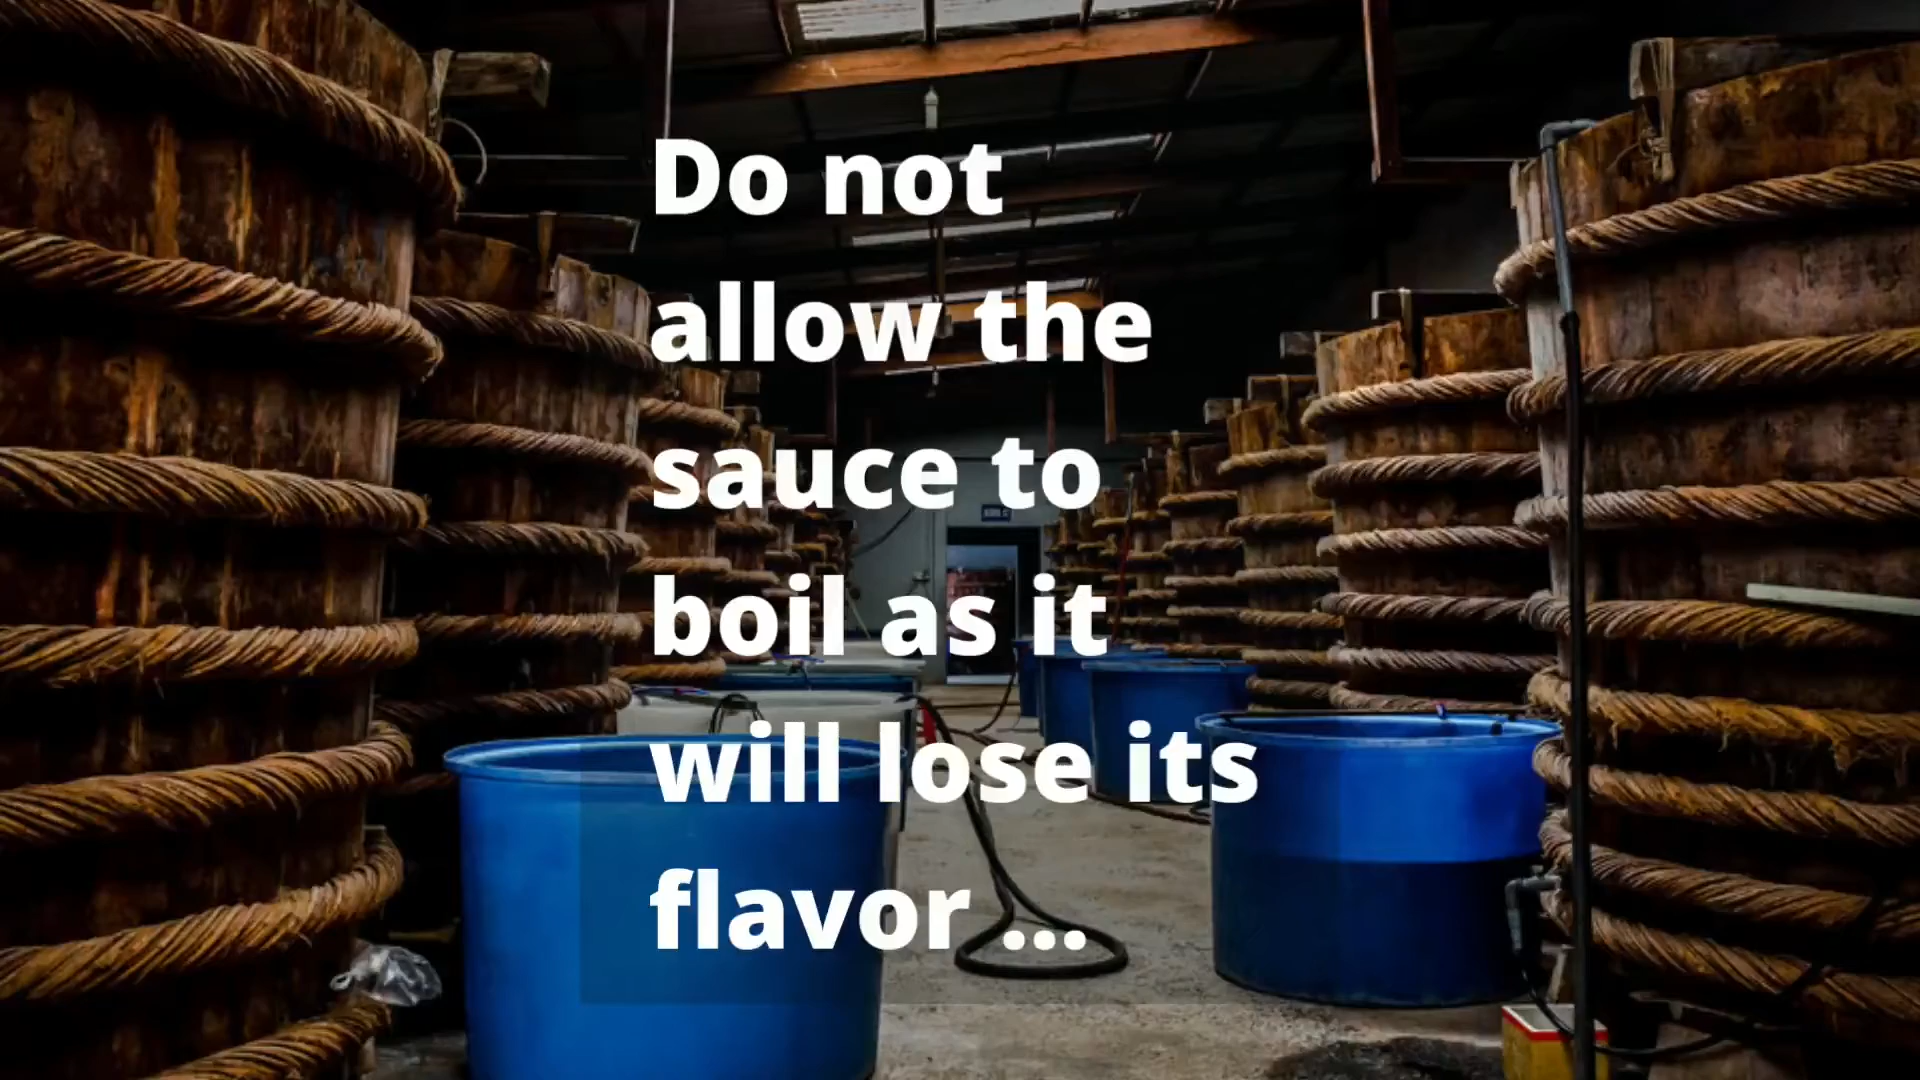 Do not
allow the
sauce to
boil as it
will lose its
flavor ...